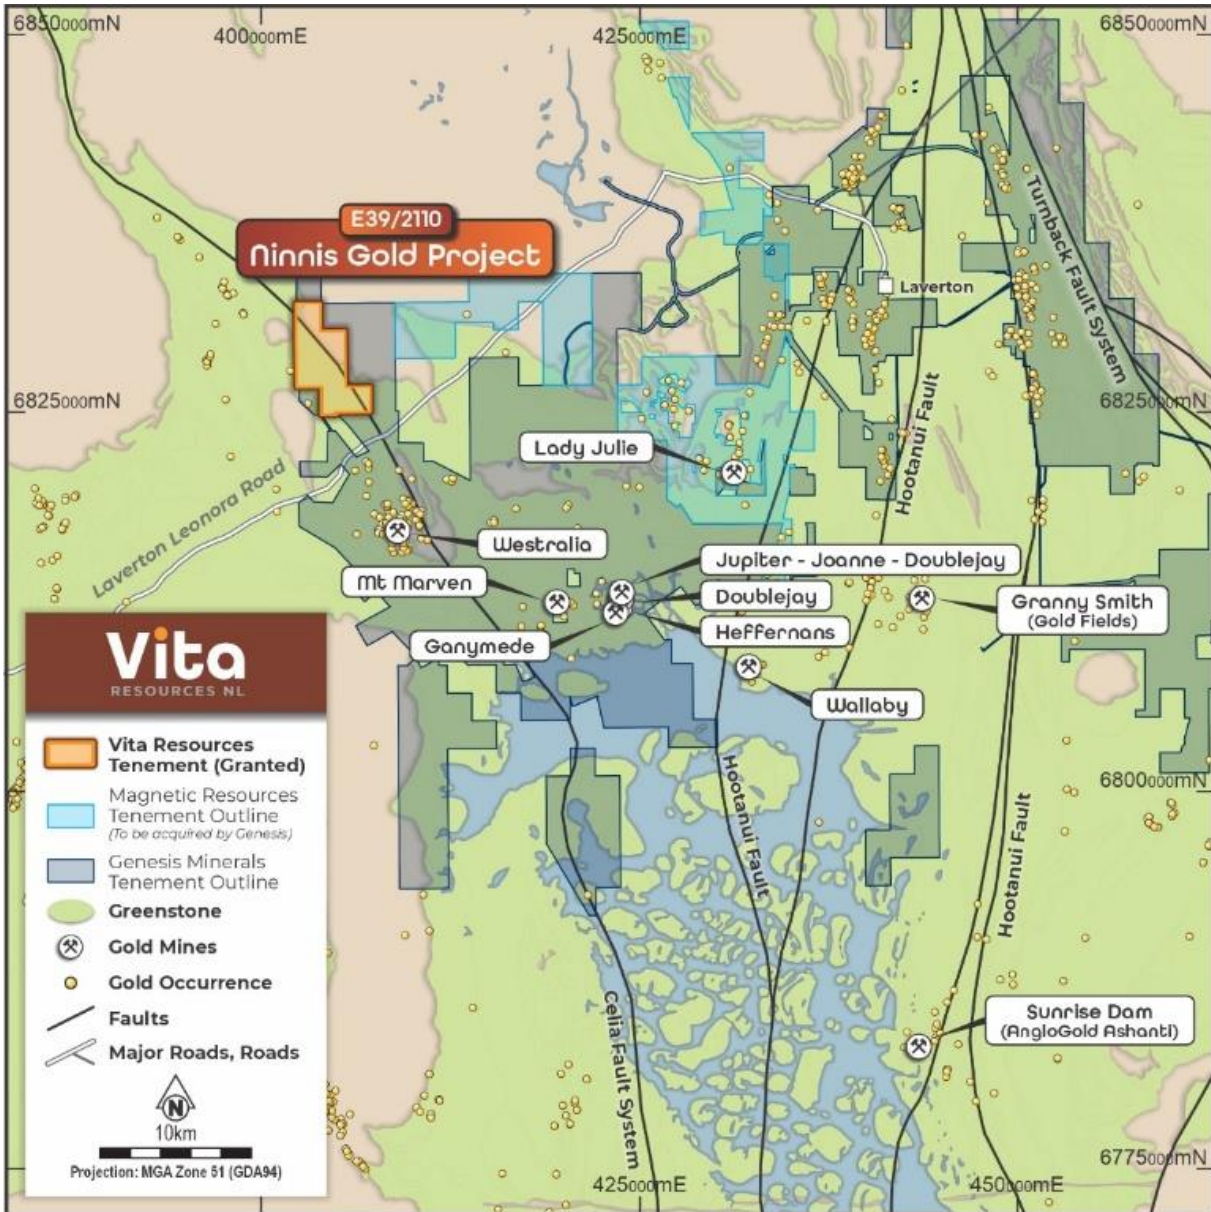 6850000mN
400000mE
425000mE
6850000mN
E39/2110
Ninnis Gold Project
Turnback Fault System
Laverton
6825000mN
6825000mN
Hootanui Fault
Lady Julie
Laverton Leonora Road
Westralia
Jupiter - Joanne - Doublejay
Mt Marven
Doublejay
Granny Smith
(Gold Fields)
Ganymede
Heffernans
Wallaby
Vita
RESOURCES NL
Vita Resources
Tenement (Granted)
Magnetic Resources
Tenement Outline
(To be acquired by Genesis)
Genesis Minerals
Tenement Outline
Greenstone
Gold Mines
Gold Occurrence
Faults
Major Roads, Roads
N
10km
Projection: MGA Zone 51 (GDA94)
6800000mN
Hootanui Fault
Hootanui Fault
Celia Fault System
Sunrise Dam
(AngloGold Ashanti)
6775000mN
425000mE
450000mE